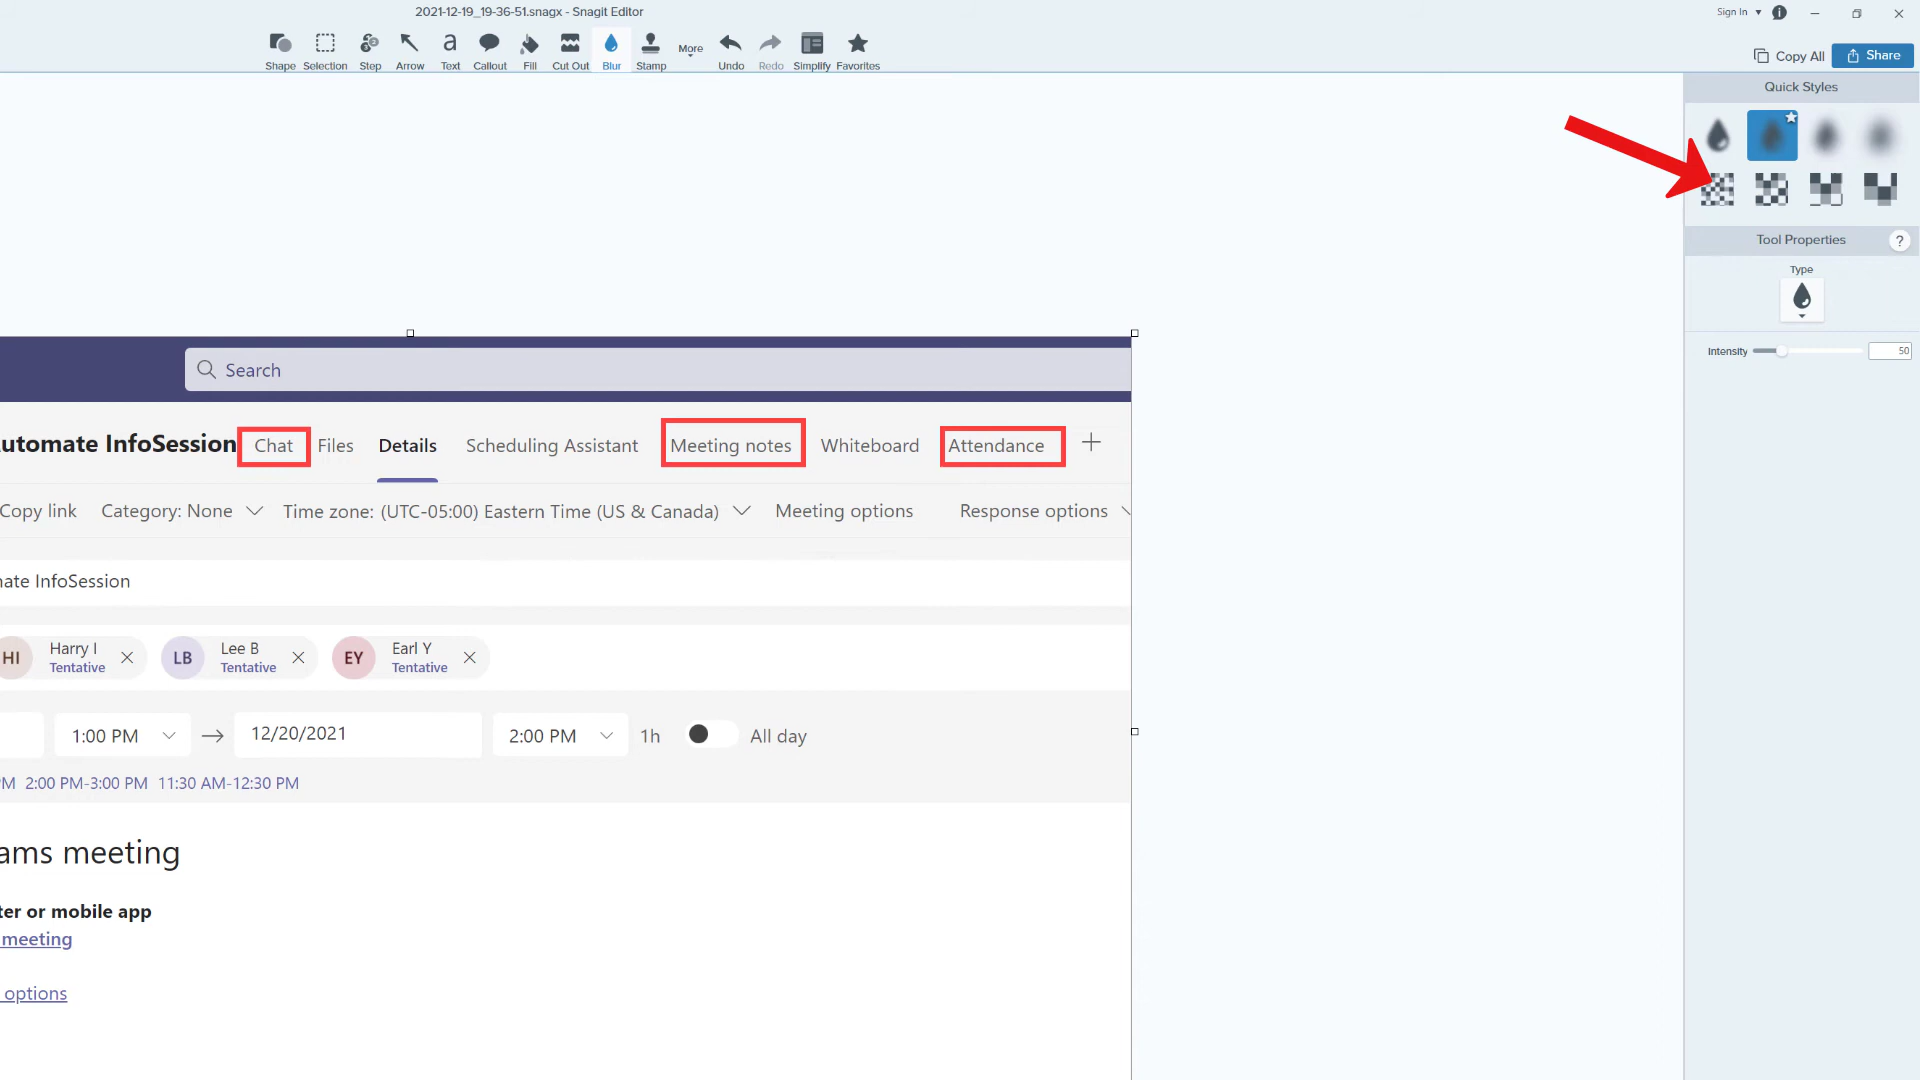 2021-12-19_19-36-51.snagx - Snagit Editor
Sign In
Shape Selection Step Arrow Text Callout Fill Cut Out Blur Stamp More Undo Redo Simplify Favorites
Copy All Share
Quick Styles
Tool Properties ?
Type
Intensity 50
Search
utomate InfoSession Chat Files Details Scheduling Assistant Meeting notes Whiteboard Attendance +
Copy link Category: None Time zone: (UTC-05:00) Eastern Time (US & Canada) Meeting options Response options
nate InfoSession
HI Harry I LB Lee B EY Earl Y
Tentative Tentative Tentative
1:00 PM → 12/20/2021 2:00 PM 1h All day
PM 2:00 PM-3:00 PM 11:30 AM-12:30 PM
ams meeting
ter or mobile app
meeting
options